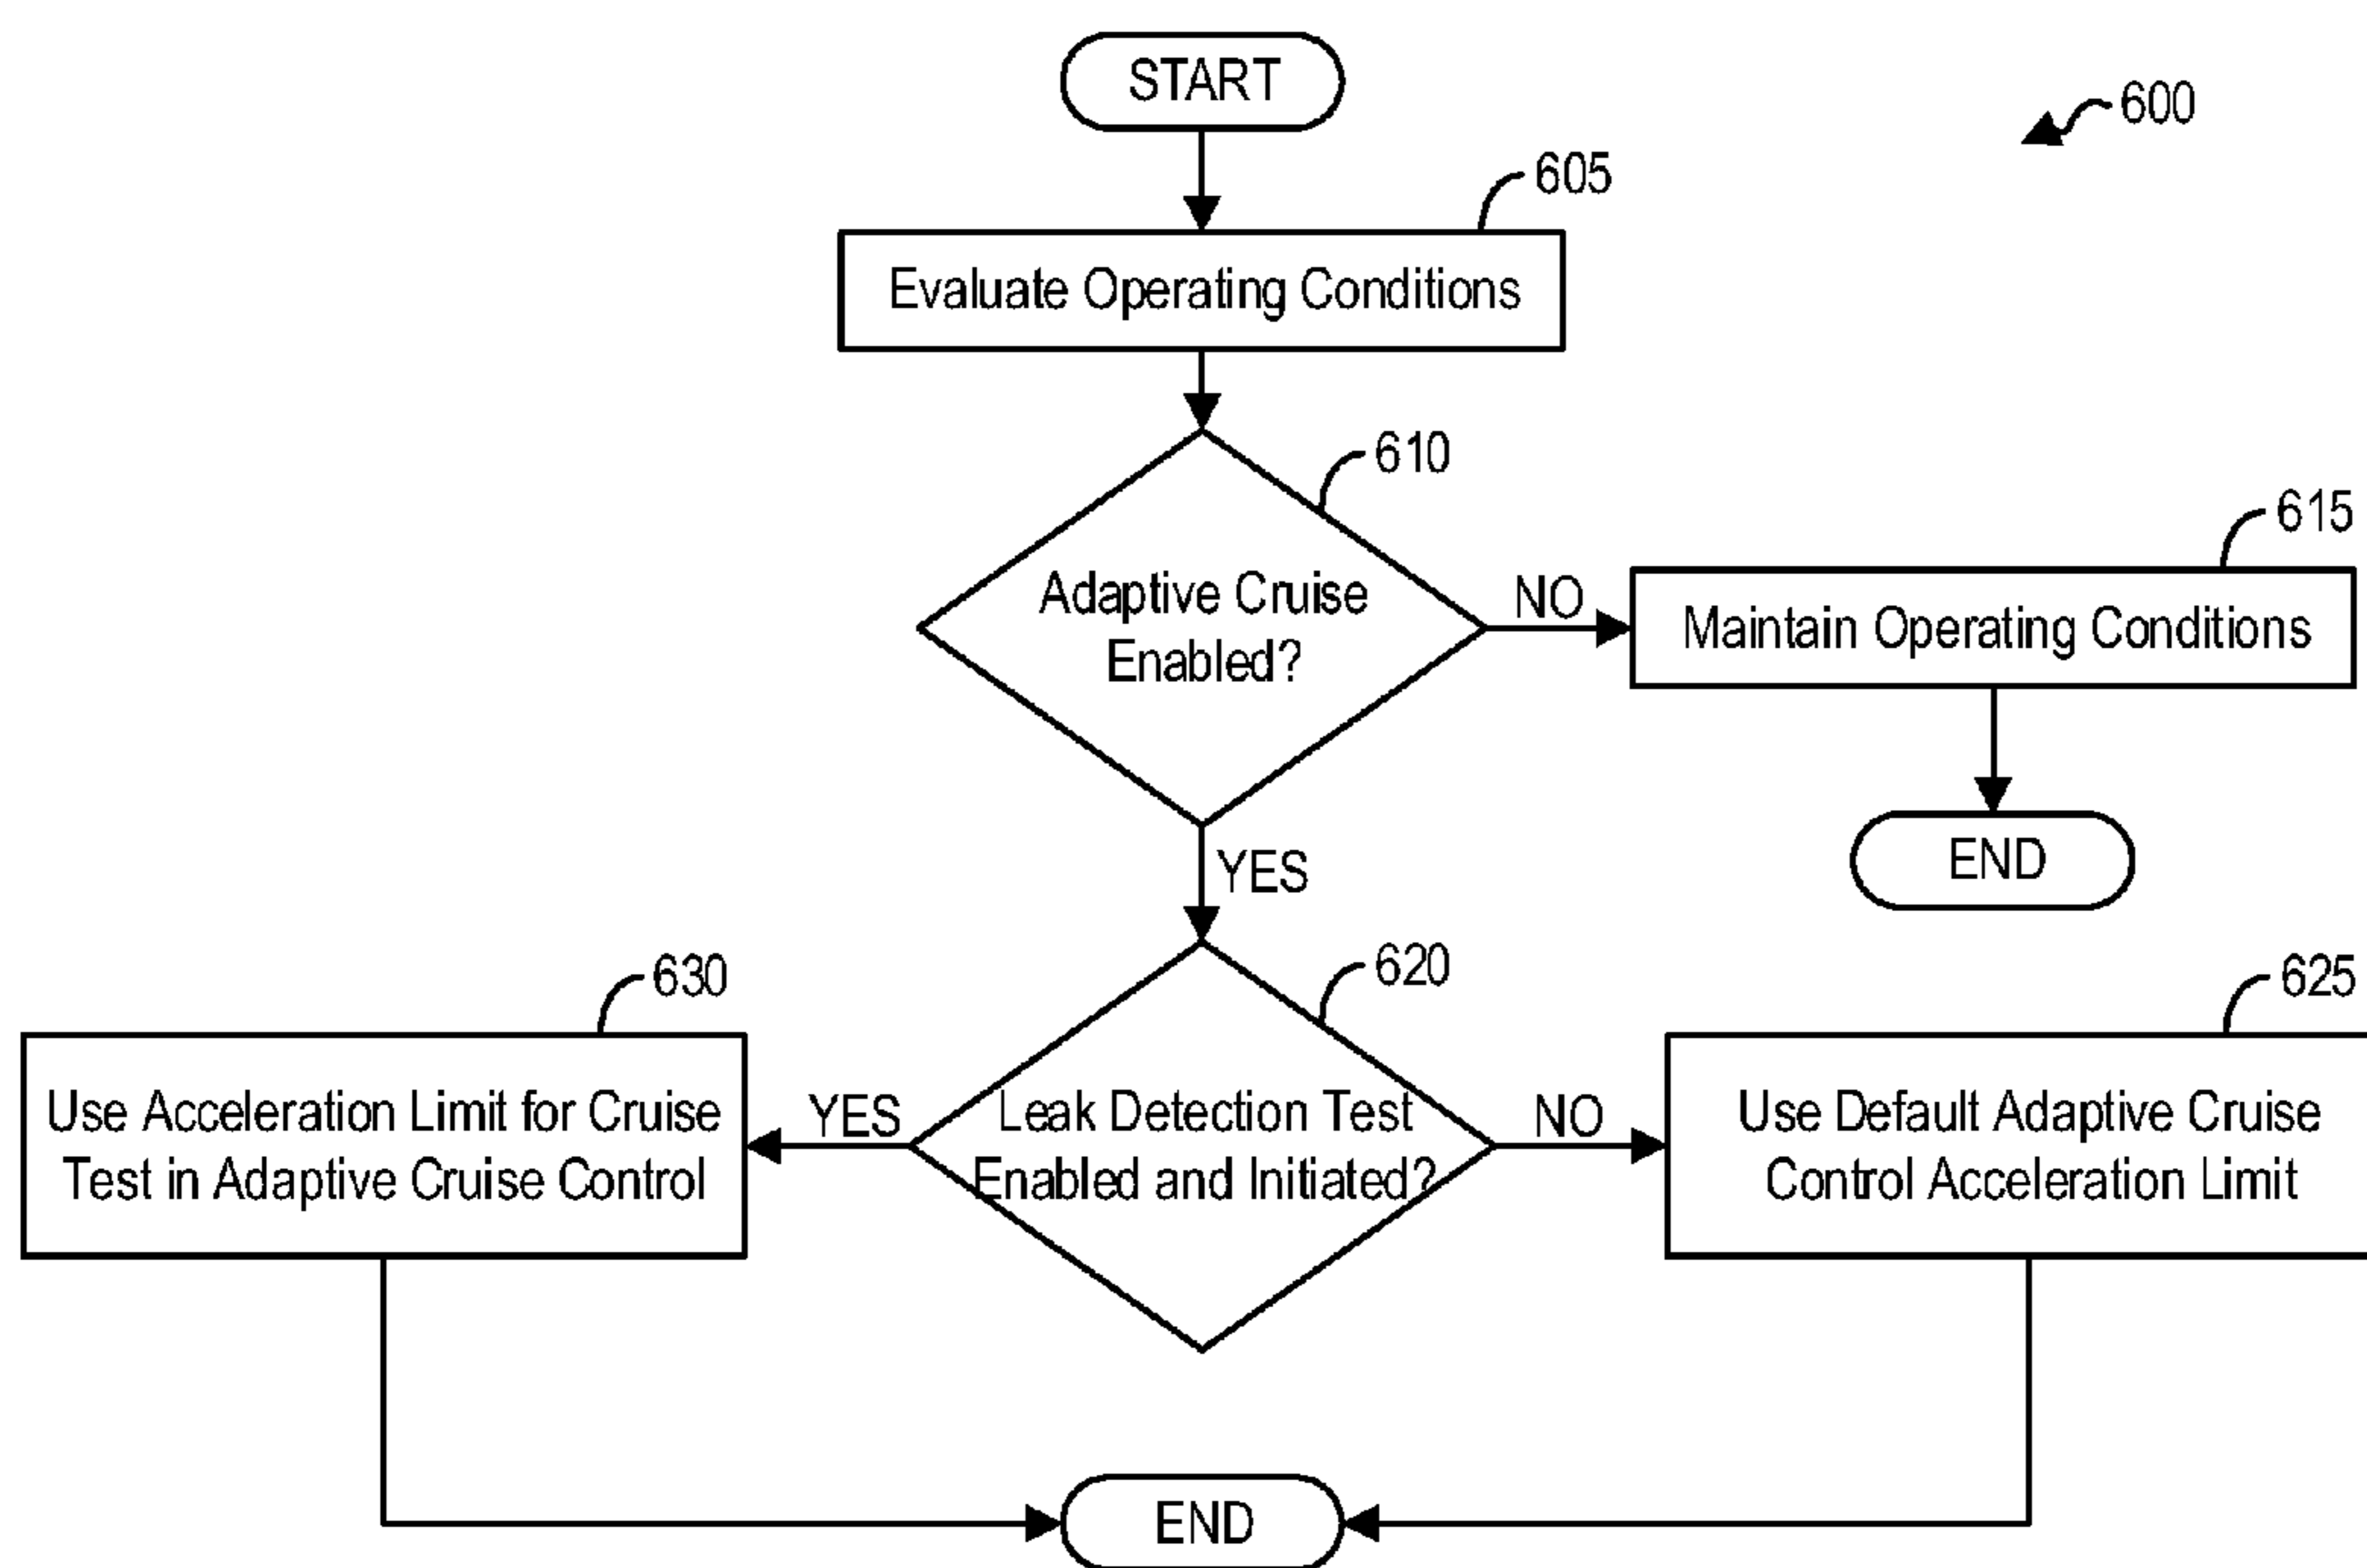 START
600
605
Evaluate Operating Conditions
610
Adaptive Cruise
Enabled?
NO
615
Maintain Operating Conditions
END
YES
630
620
625
Use Acceleration Limit for Cruise
Test in Adaptive Cruise Control
YES
Leak Detection Test
Enabled and Initiated?
NO
Use Default Adaptive Cruise
Control Acceleration Limit
END